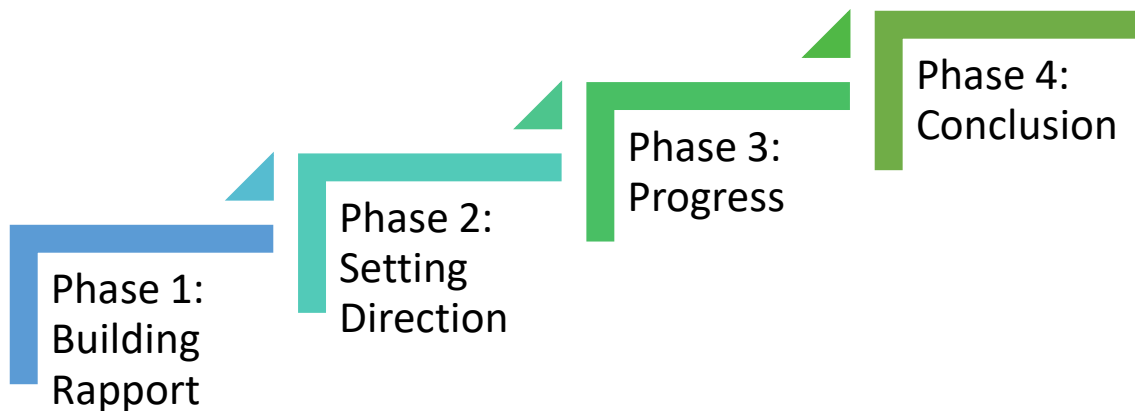 Phase 1:
Building
Rapport
Phase 2:
Setting
Direction
Phase 3:
Progress
Phase 4:
Conclusion